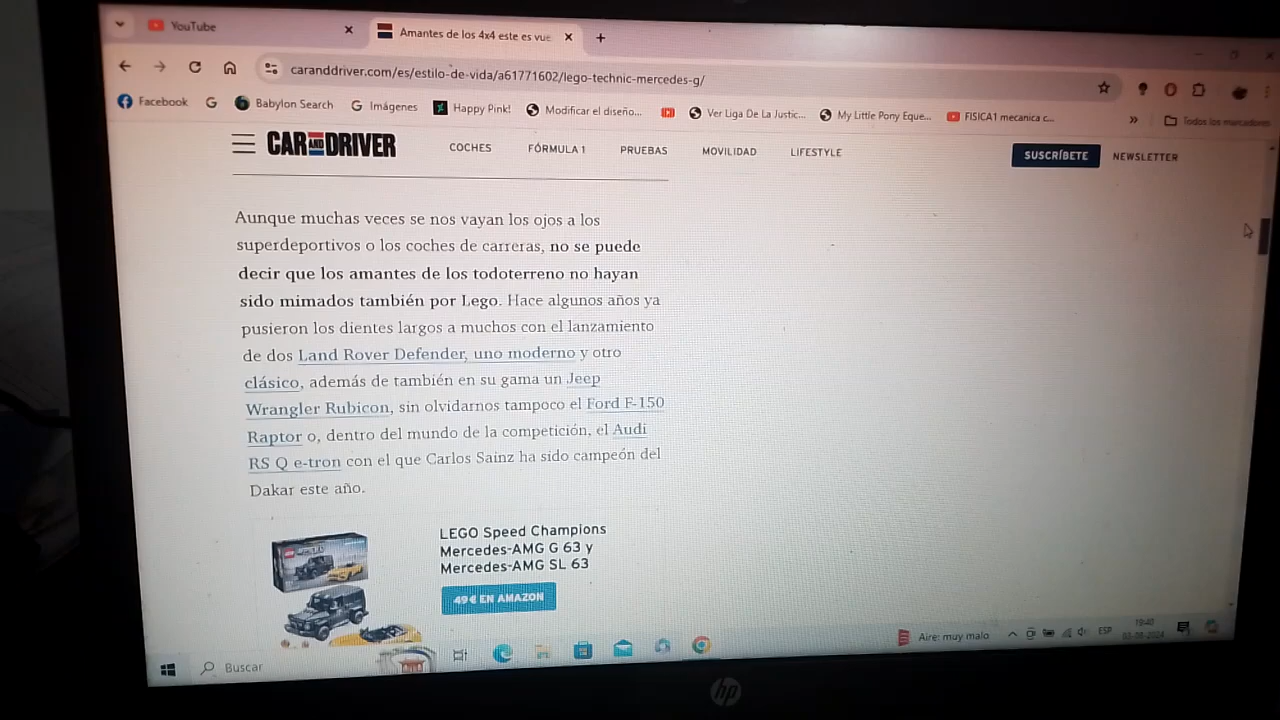 YouTube
Amantes de los 4x4 este es vue
caranddriver.com/es/estilo-de-vida/a61771602/lego-technic-mercedes-g/
Facebook G Babylon Search Imágenes Happy Pink! Modificar el diseño... Ver Liga De La Justic... My Little Pony Eque... FISICA1 mecanica c... » Todos los marcadores
CAR AND DRIVER COCHES FÓRMULA 1 PRUEBAS MOVILIDAD LIFESTYLE SUSCRÍBETE NEWSLETTER
Aunque muchas veces se nos vayan los ojos a los
superdeportivos o los coches de carreras, no se puede
decir que los amantes de los todoterreno no hayan
sido mimados también por Lego. Hace algunos años ya
pusieron los dientes largos a muchos con el lanzamiento
de dos Land Rover Defender, uno moderno y otro
clásico, además de también en su gama un Jeep
Wrangler Rubicon, sin olvidarnos tampoco el Ford F-150
Raptor o, dentro del mundo de la competición, el Audi
RS Q e-tron con el que Carlos Sainz ha sido campeón del
Dakar este año.
LEGO Speed Champions
Mercedes-AMG G 63 y
Mercedes-AMG SL 63
49€ EN AMAZON
Buscar
Aire: muy malo
ESP
19:40
hp